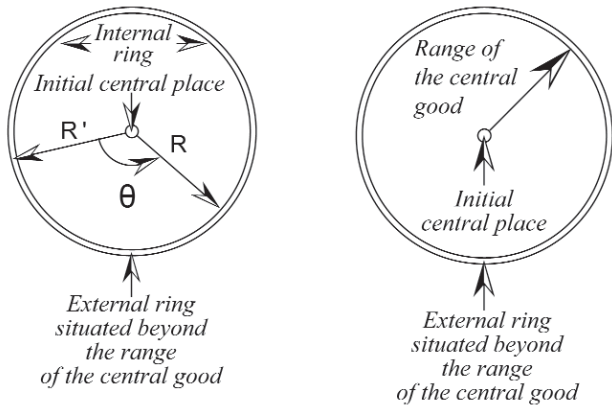 Internal
ring
Initial central place
R'
R
θ
External ring
situated beyond
the range
of the central good
Range of
the central
good
Initial
central place
External ring
situated beyond
the range
of the central good